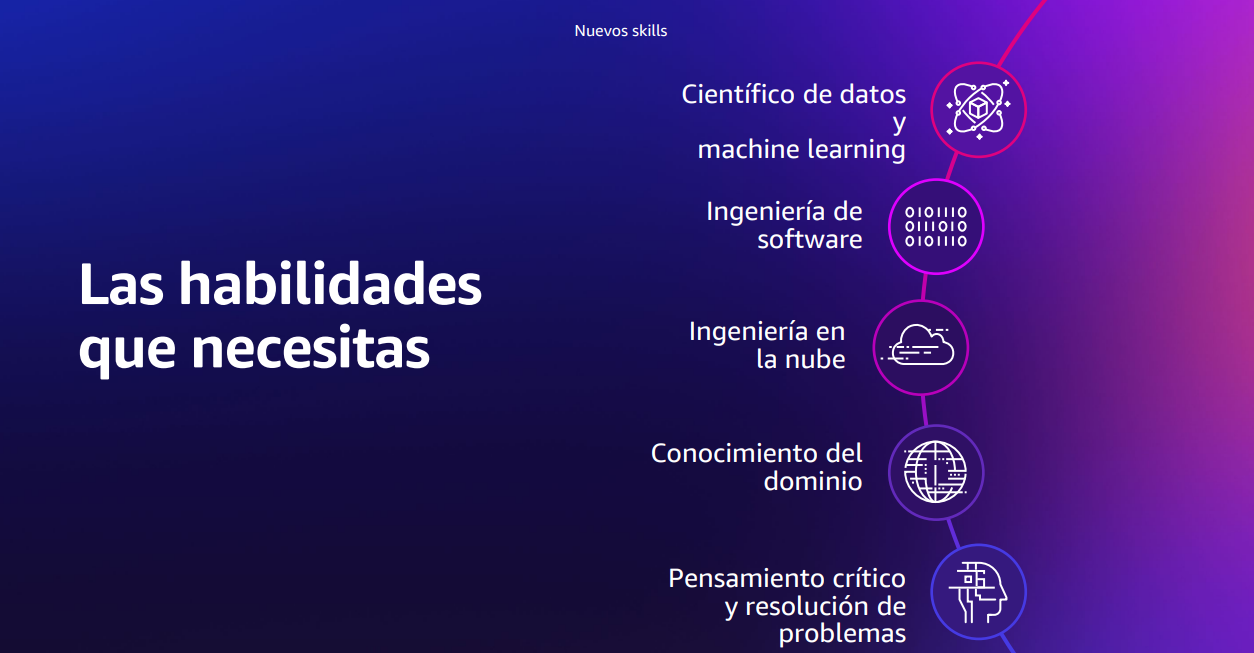 Nuevos skills
Las habilidades
que necesitas
Científico de datos
y
machine learning
Ingeniería de
software
Ingeniería en
la nube
Conocimiento del
dominio
Pensamiento crítico
y resolución de
problemas